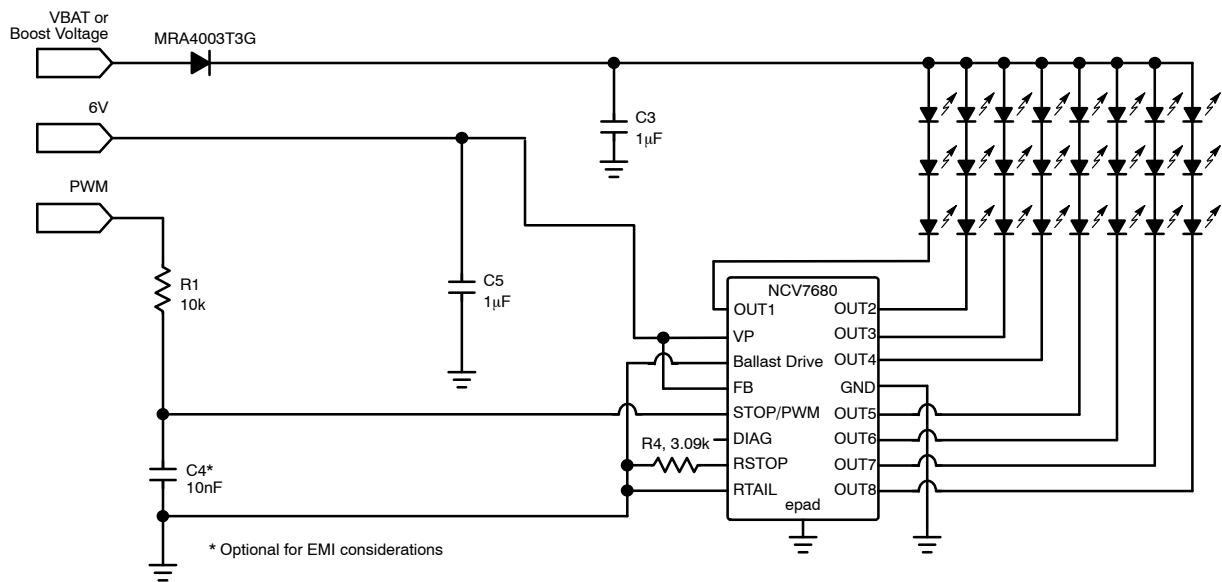 VBAT or
Boost Voltage
MRA4003T3G
6V
C3
1μF
PWM
R1
10k
C5
1μF
NCV7680
OUT1
OUT2
VP
OUT3
Ballast Drive
OUT4
FB
GND
STOP/PWM
OUT5
DIAG
OUT6
R4, 3.09k
RSTOP
OUT7
RTAIL
OUT8
epad
C4*
10nF
* Optional for EMI considerations